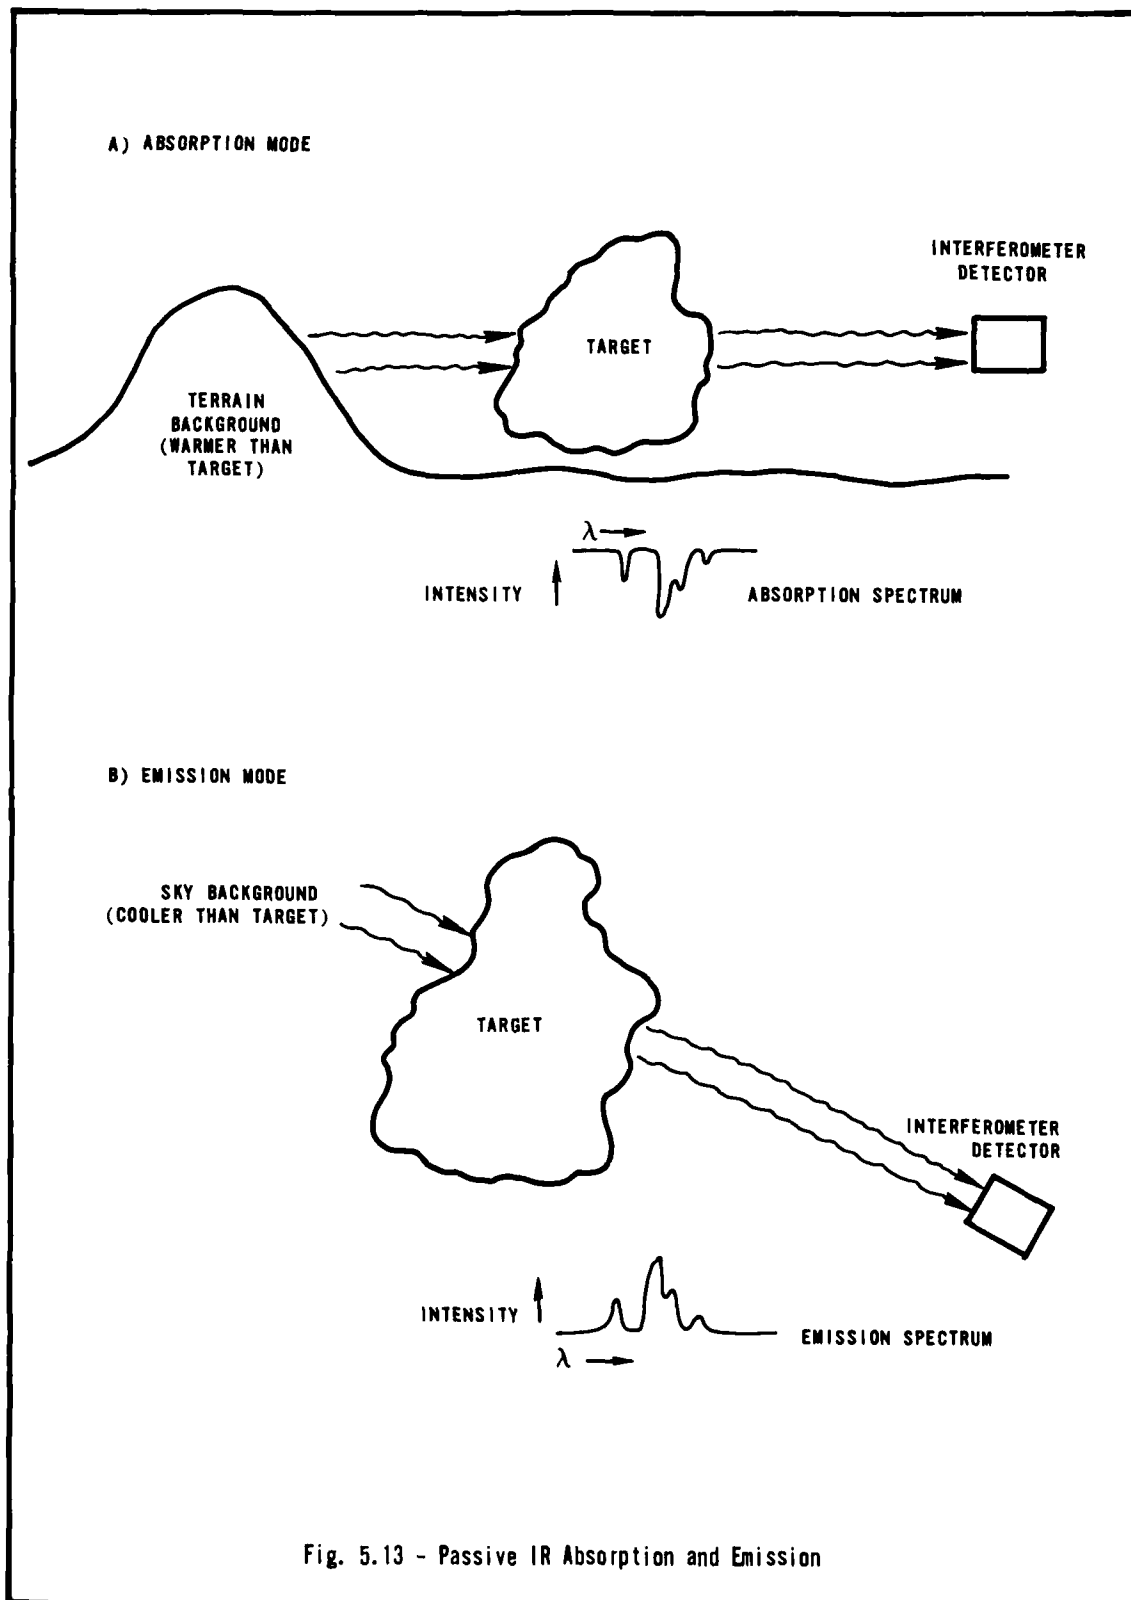 A) ABSORPTION MODE
INTERFEROMETER
DETECTOR
TARGET
TERRAIN
BACKGROUND
(WARMER THAN
TARGET)
λ
INTENSITY
ABSORPTION SPECTRUM
B) EMISSION MODE
SKY BACKGROUND
(COOLER THAN TARGET)
TARGET
INTERFEROMETER
DETECTOR
INTENSITY
EMISSION SPECTRUM
λ
Fig. 5.13 - Passive IR Absorption and Emission